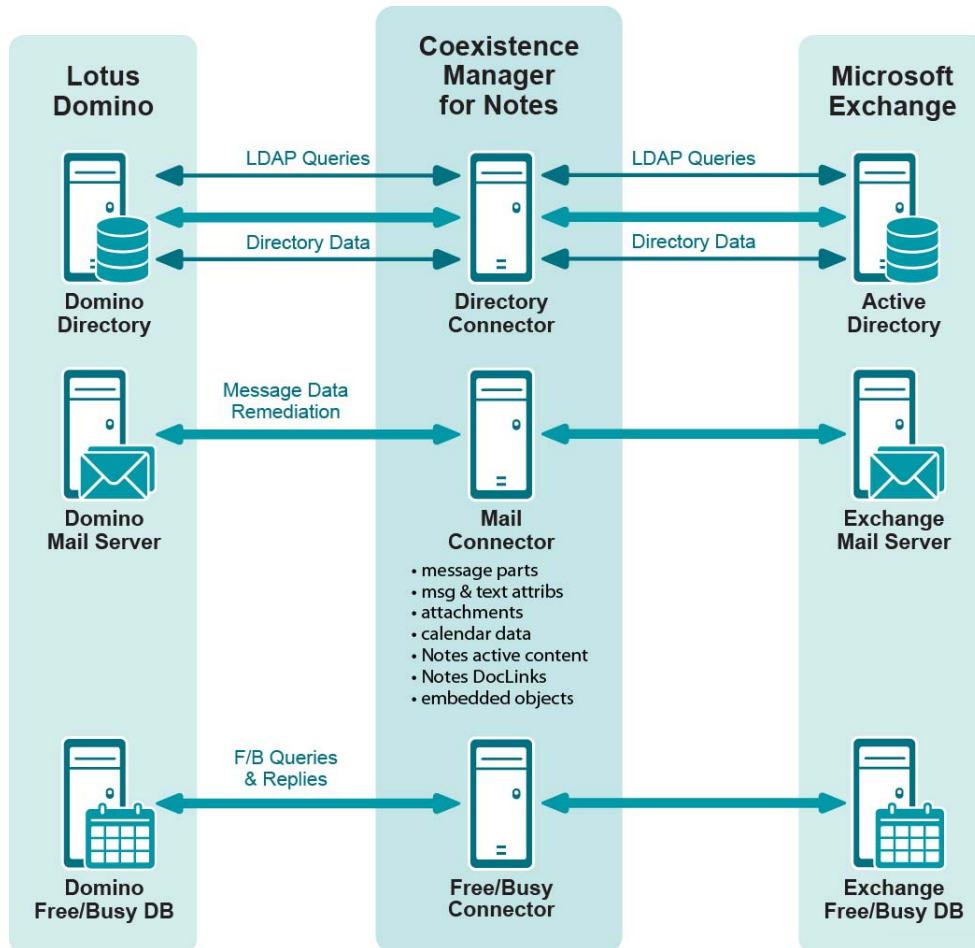 Lotus
Domino
Coexistence
Manager
for Notes
Microsoft
Exchange
LDAP Queries
LDAP Queries
Directory Data
Directory Data
Domino
Directory
Directory
Connector
Active
Directory
Message Data
Remediation
Domino
Mail Server
Mail
Connector
Exchange
Mail Server
• message parts
• msg & text attribs
• attachments
• calendar data
• Notes active content
• Notes DocLinks
• embedded objects
F/B Queries
& Replies
Domino
Free/Busy DB
Free/Busy
Connector
Exchange
Free/Busy DB